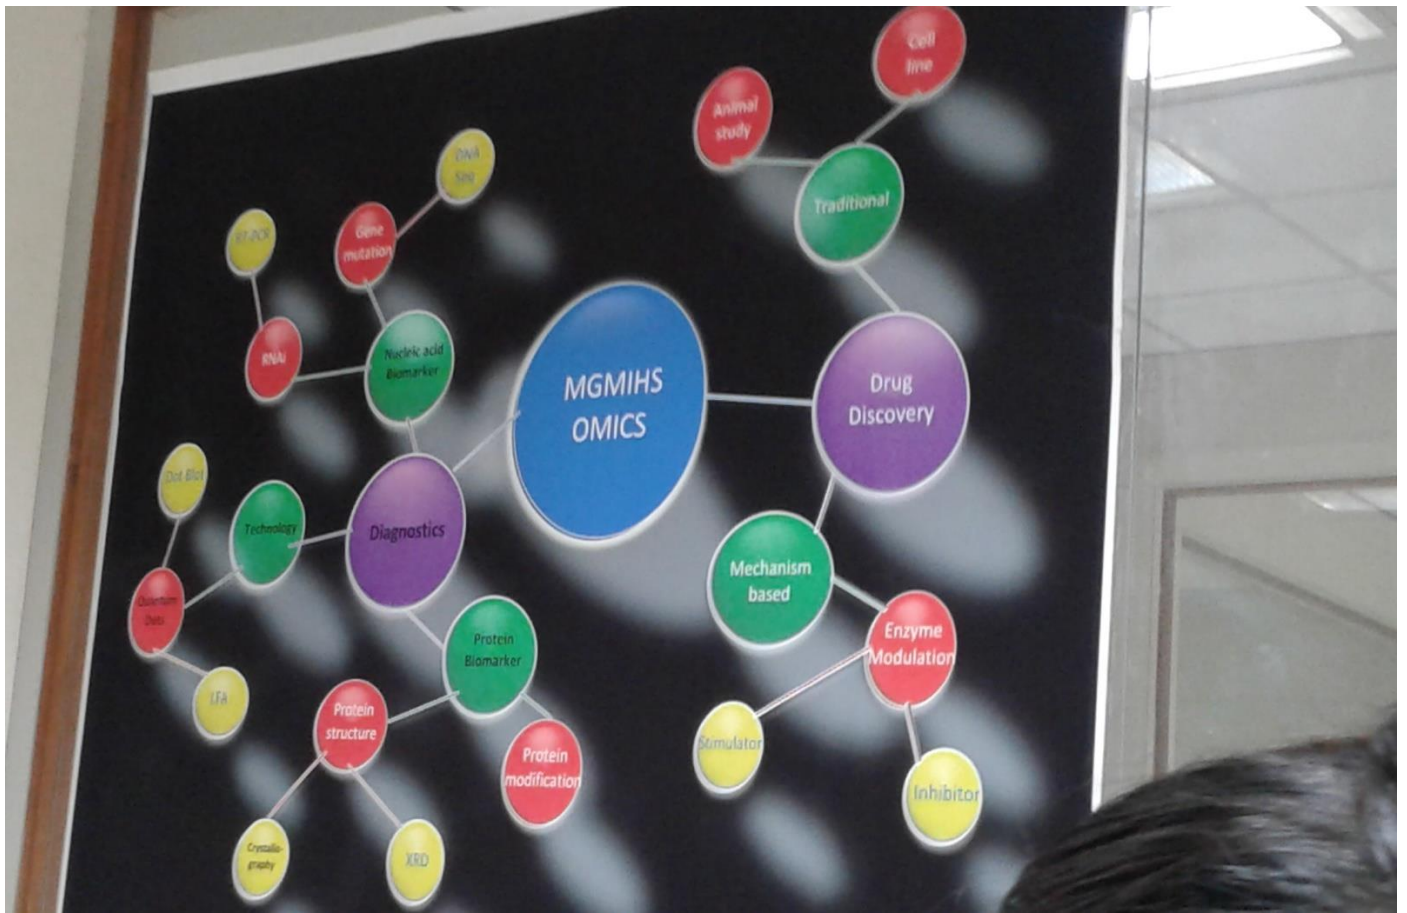 Cell
line
Animal
study
DNA
Seq
Traditional
RT-PCR
Gene
mutation
RNAi
Nucleic acid
Biomarker
MGMIHS
OMICS
Drug
Discovery
Dot Blot
Technology
Diagnostics
Mechanism
based
Quantum
Dots
Protein
Biomarker
Enzyme
Modulation
LFA
Protein
structure
Protein
modification
Stimulator
Inhibitor
Crystallo-
graphy
XRD